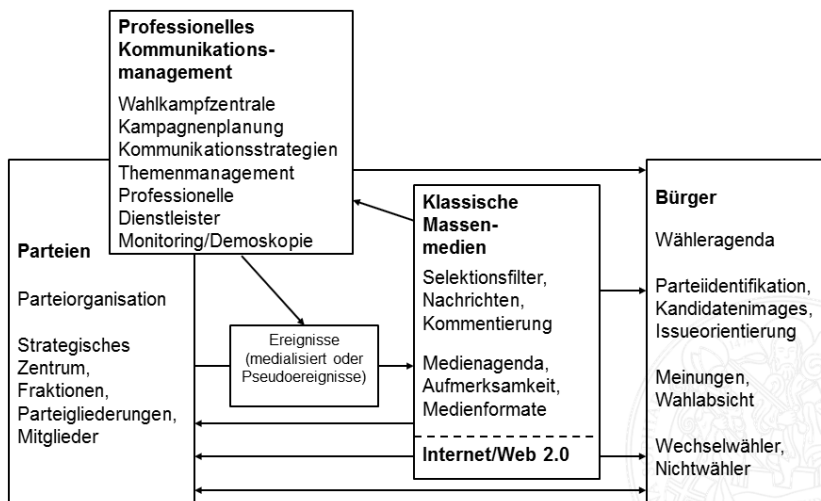 Professionelles
Kommunikations-
management
Wahlkampfzentrale
Kampagnenplanung
Kommunikationsstrategien
Themenmanagement
Professionelle
Dienstleister
Monitoring/Demoskopie
Parteien
Parteiorganisation
Strategisches
Zentrum,
Fraktionen,
Parteigliederungen,
Mitglieder
Ereignisse
(medialisiert oder
Pseudoereignisse)
Klassische
Massen-
medien
Selektionsfilter,
Nachrichten,
Kommentierung
Medienagenda,
Aufmerksamkeit,
Medienformate
Internet/Web 2.0
Bürger
Wähleragenda
Parteiidentifikation,
Kandidatenimages,
Issueorientierung
Meinungen,
Wahlabsicht
Wechselwähler,
Nichtwähler